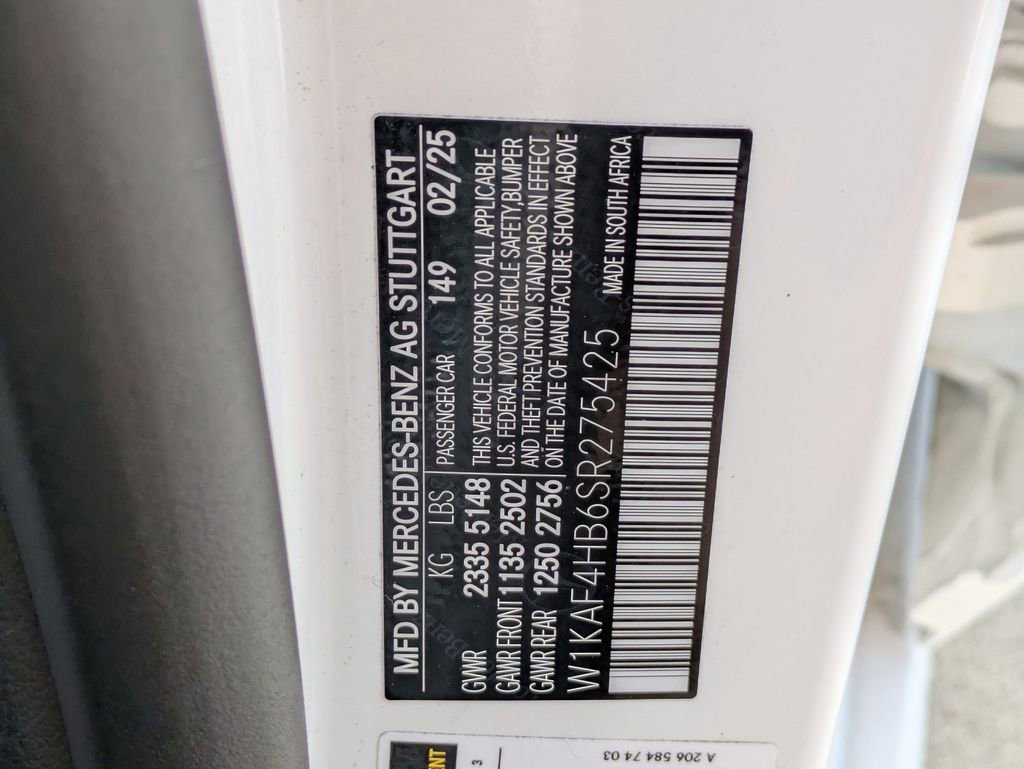 MFD BY MERCEDES-BENZ AG STUTTGART
KG LBS PASSENGER CAR 149 02/25
GVWR 2335 5148 THIS VEHICLE CONFORMS TO ALL APPLICABLE
GAWR FRONT 1135 2502 U.S. FEDERAL MOTOR VEHICLE SAFETY,BUMPER
GAWR REAR 1250 2756 AND THEFT PREVENTION STANDARDS IN EFFECT
ON THE DATE OF MANUFACTURE SHOWN ABOVE
W1KAF4HB6SR275425 MADE IN SOUTH AFRICA
A 206 584 74 03
3